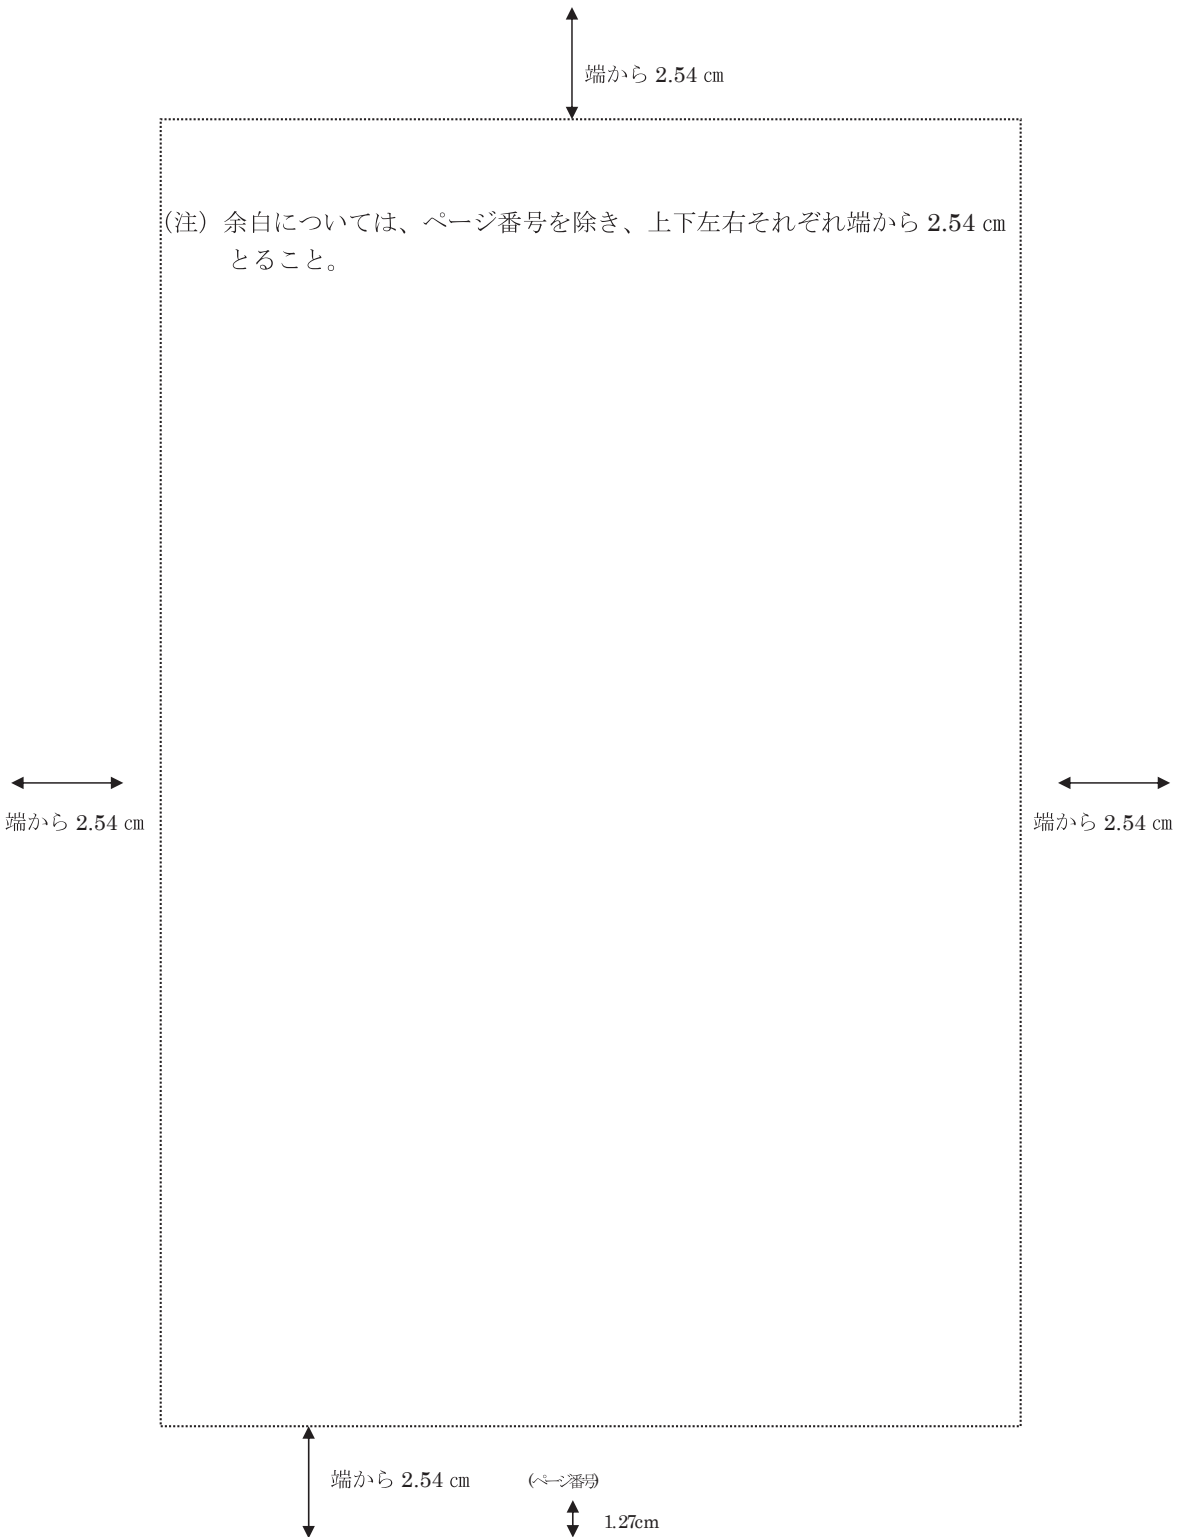 端から 2.54 ㎝
(注) 余白については、ページ番号を除き、上下左右それぞれ端から 2.54 ㎝
とること。
端から 2.54 ㎝
端から 2.54 ㎝
端から 2.54 ㎝
(ページ番号)
1.27cm